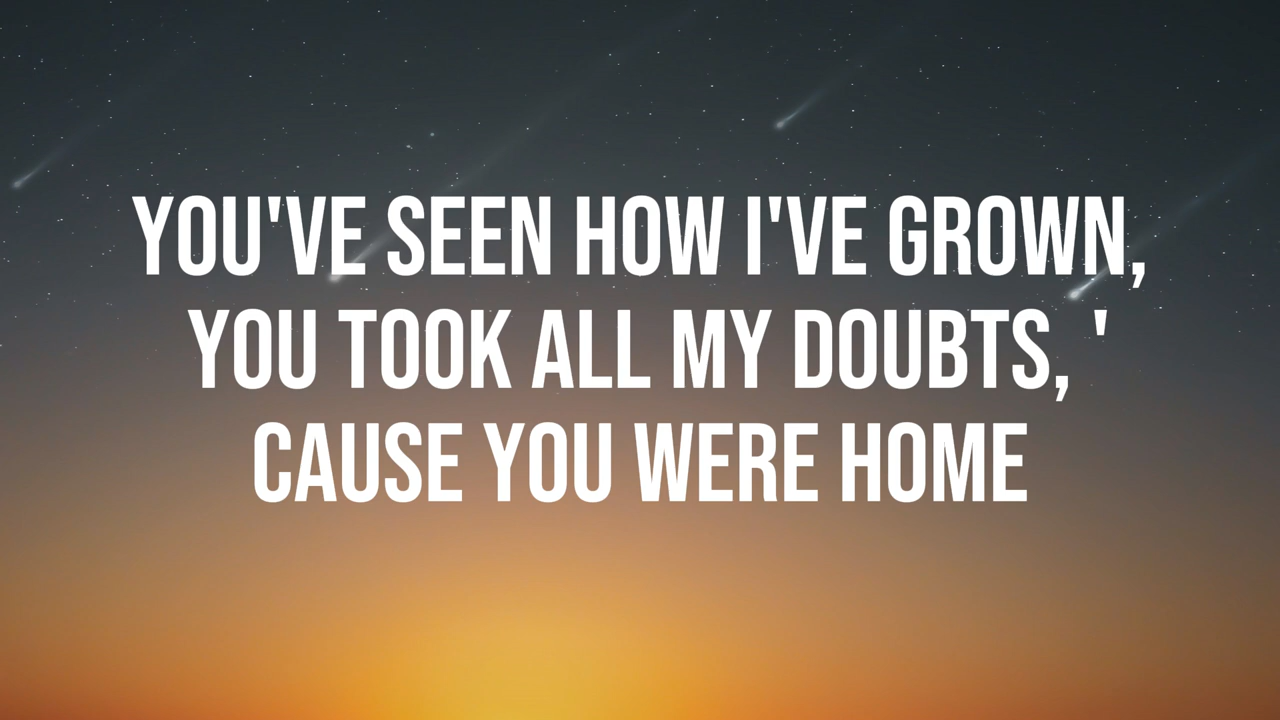 YOU'VE SEEN HOW I'VE GROWN,
YOU TOOK ALL MY DOUBTS, '
CAUSE YOU WERE HOME